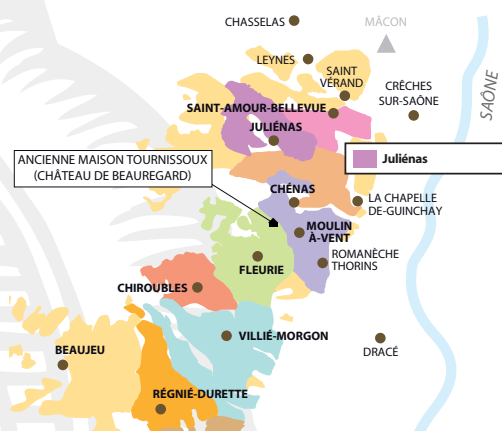 CHASSELAS
MÂCON
LEYNES
SAINT
VÉRAND
CRÊCHES
SUR-SAÔNE
SAÔNE
SAINT-AMOUR-BELLEVUE
JULIÉNAS
Juliénas
ANCIENNE MAISON TOURNISSOUX
(CHÂTEAU DE BEAUREGARD)
CHÉNAS
LA CHAPELLE
DE-GUINCHAY
MOULIN
À-VENT
ROMANÈCHE
THORINS
FLEURIE
CHIROUBLES
VILLIÉ-MORGON
DRACÉ
BEAUJEU
RÉGNIÉ-DURETTE